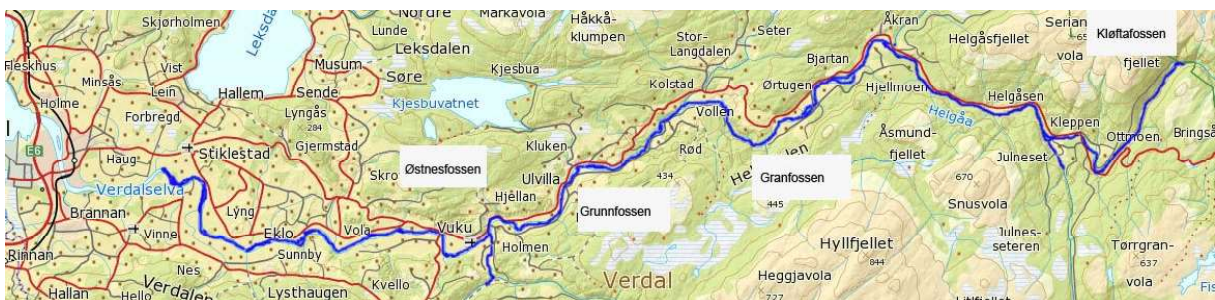 Skjørholmen
Leksdalsv
Nordre
Leksdalen
Lunde
Markavola
Håkkå-
klumpen
Seter
Stor-
Langdalen
Åkran
Helgåsfjellet
Serian
vola
Kløftafossen
fjellet
Fleskhus
Minsås
Vist
Lein
Hallem
Musum
Sende
Søre
Kjesbua
Kjesbuvatnet
Kolstad
Bjartan
Ørtugen
Hjellmoen
Helgåa
Helgåsen
Holme
Forbregd
Lyngås
284
Gjermstad
Vollen
Kleppen
Ottmoen
Bringså
E6
Haug
Stiklestad
Kluken
Østnesfossen
Skro
Ulvilla
Rød
434
Granfossen
445
Åsmund-
fjellet
670
Julneset
Verdalselva
Lyng
Hjellan
Grunnfossen
Snusvola
Brannan
Vinne
Eklo
Vola
Vuku
Holmen
Hyllfjellet
844
Julnes-
seteren
Tørrgran-
vola
637
Rinnan
Sunnby
Nes
Kvello
Verdal
Heggjavola
727
Hallan
Hello
Verdalen
Lysthaugen
Fis